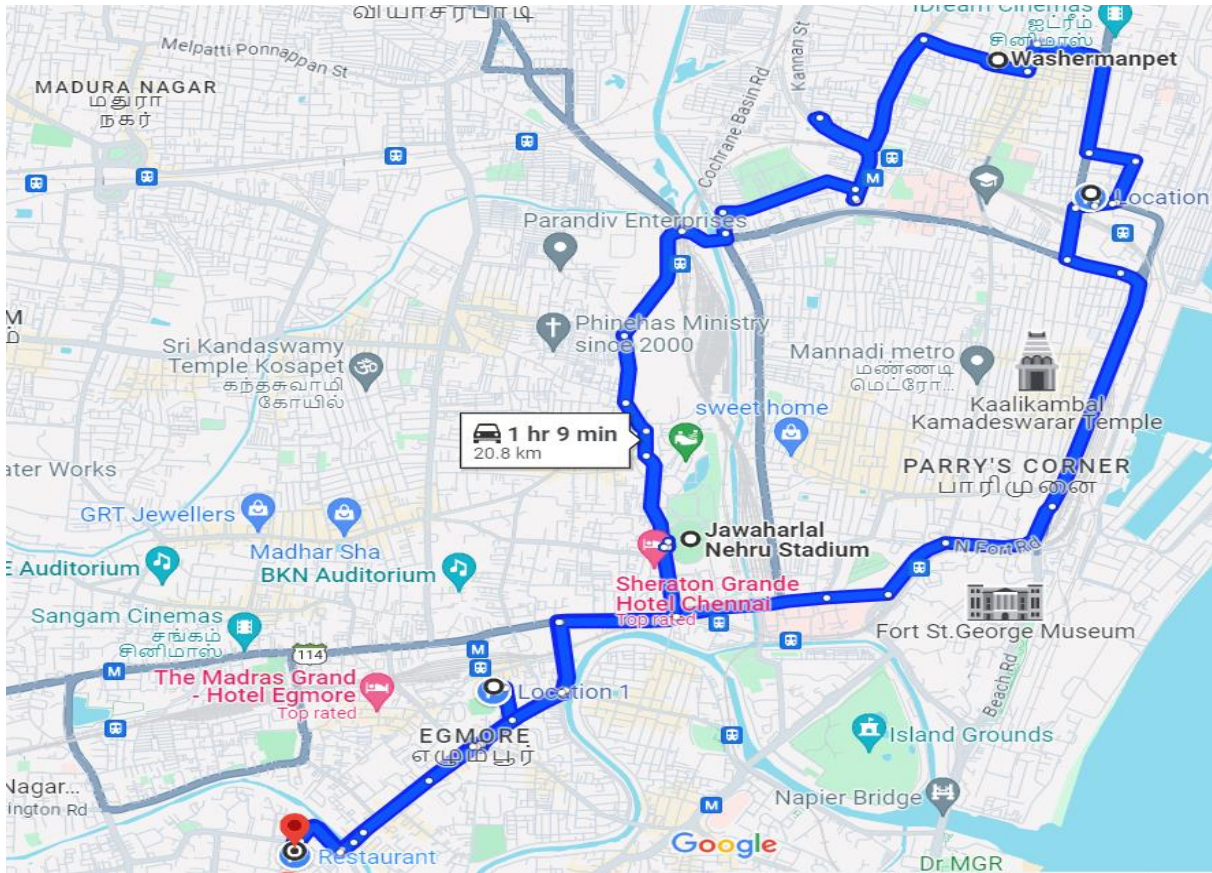 வியாசர்பாடி
iDream Cinemas
ஐட்ரீம்
சினிமாஸ்
Melpatti Ponnappan St
Kannan St
Washermanpet
MADURA NAGAR
மதுரா
நகர்
Cochrane Basin Rd
M
Location
Parandiv Enterprises
Phinehas Ministry
since 2000
Sri Kandaswamy
Temple Kosapet
கந்தசுவாமி
கோயில்
Mannadi metro
மண்ணடி
மெட்ரோ...
Kaalikambal
Kamadeswarar Temple
1 hr 9 min
20.8 km
sweet home
ater Works
PARRY'S CORNER
பாரிமுனை
GRT Jewellers
Madhar Sha
Jawaharlal
Nehru Stadium
N Fort Rd
E Auditorium
BKN Auditorium
Sheraton Grande
Hotel Chennai
Top rated
Sangam Cinemas
சங்கம்
சினிமாஸ்
Fort St.George Museum
114
M
M
The Madras Grand
- Hotel Egmore
Top rated
Location 1
Beach Rd
EGMORE
எழும்பூர்
Island Grounds
Nagar...
ington Rd
Napier Bridge
M
Google
Restaurant
Dr MGR